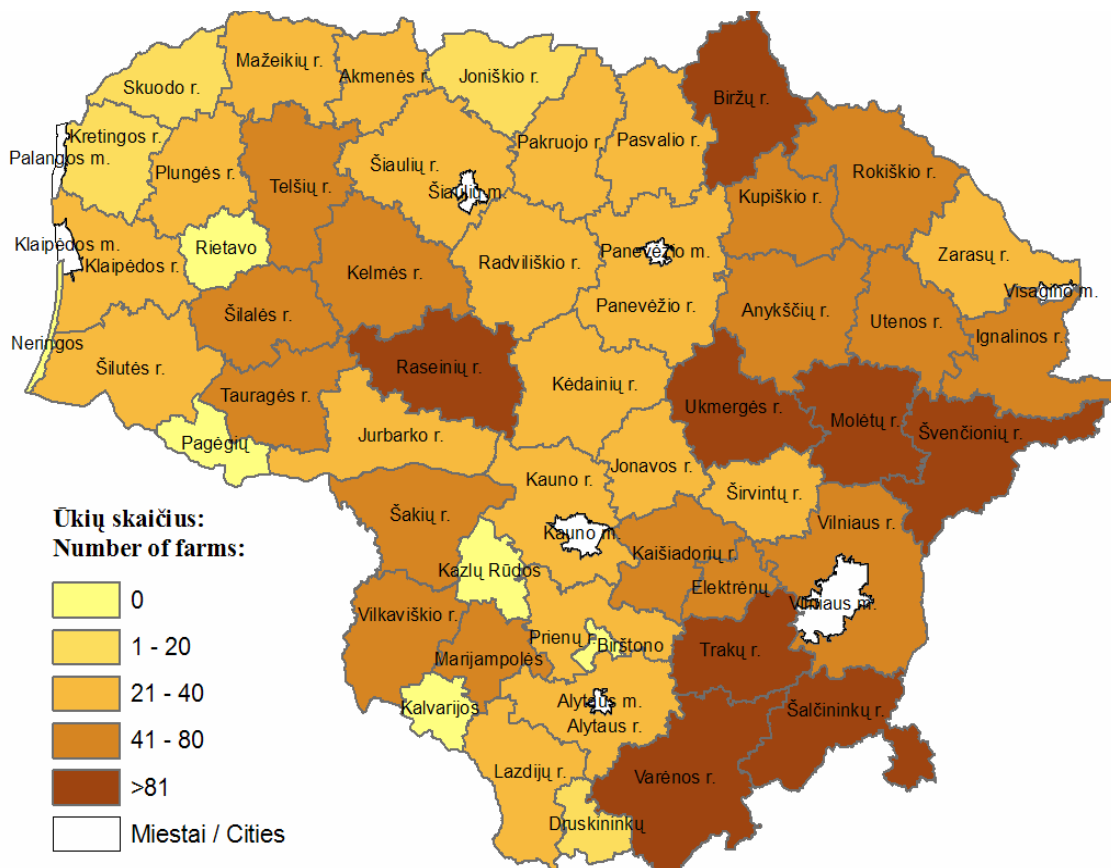 Mažeikių r.
Akmenės r.
Joniškio r.
Skuodo r.
Biržų r.
Kretingos r.
Palangos m.
Plungės r.
Telšių r.
Šiaulių r.
Šiaulių m.
Pakruojo r.
Pasvalio r.
Kupiškio r.
Rokiškio r.
Klaipėdos m.
Klaipėdos r.
Rietavo
Kelmės r.
Radviliškio r.
Panevėžio m.
Panevėžio r.
Zarasų r.
Visagino m.
Anykščių r.
Utenos r.
Ignalinos r.
Neringos
Šilutės r.
Šilalės r.
Raseinių r.
Tauragės r.
Kėdainių r.
Ukmergės r.
Molėtų r.
Švenčionių r.
Pagėgių
Jurbarko r.
Jonavos r.
Kauno r.
Širvintų r.
Šakių r.
Kauno m.
Vilniaus r.
Kaišiadorių r.
Kazlų Rūdos
Elektrėnų
Vilniaus m.
Vilkaviškio r.
Prienų r.
Birštono
Marijampolės
Trakų r.
Kalvarijos
Alytaus m.
Alytaus r.
Šalčininkų r.
Lazdijų r.
Varėnos r.
Druskininkų
Ūkių skaičius:
Number of farms:
0
1 - 20
21 - 40
41 - 80
>81
Miestai / Cities